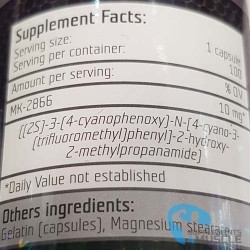 Supplement Facts:
Serving size: 1 capsule
Serving per container: 100
Amount per serving: % DV
MK-2866 10 mg*
[(2S)-3-(4-cyanophenoxy)-N-[4-cyano-3-
(trifluoromethyl)phenyl]-2-hydroxy-
2-methylpropanamide]
*Daily Value not established
Others ingredients:
Gelatin (capsules), Magnesium stearate